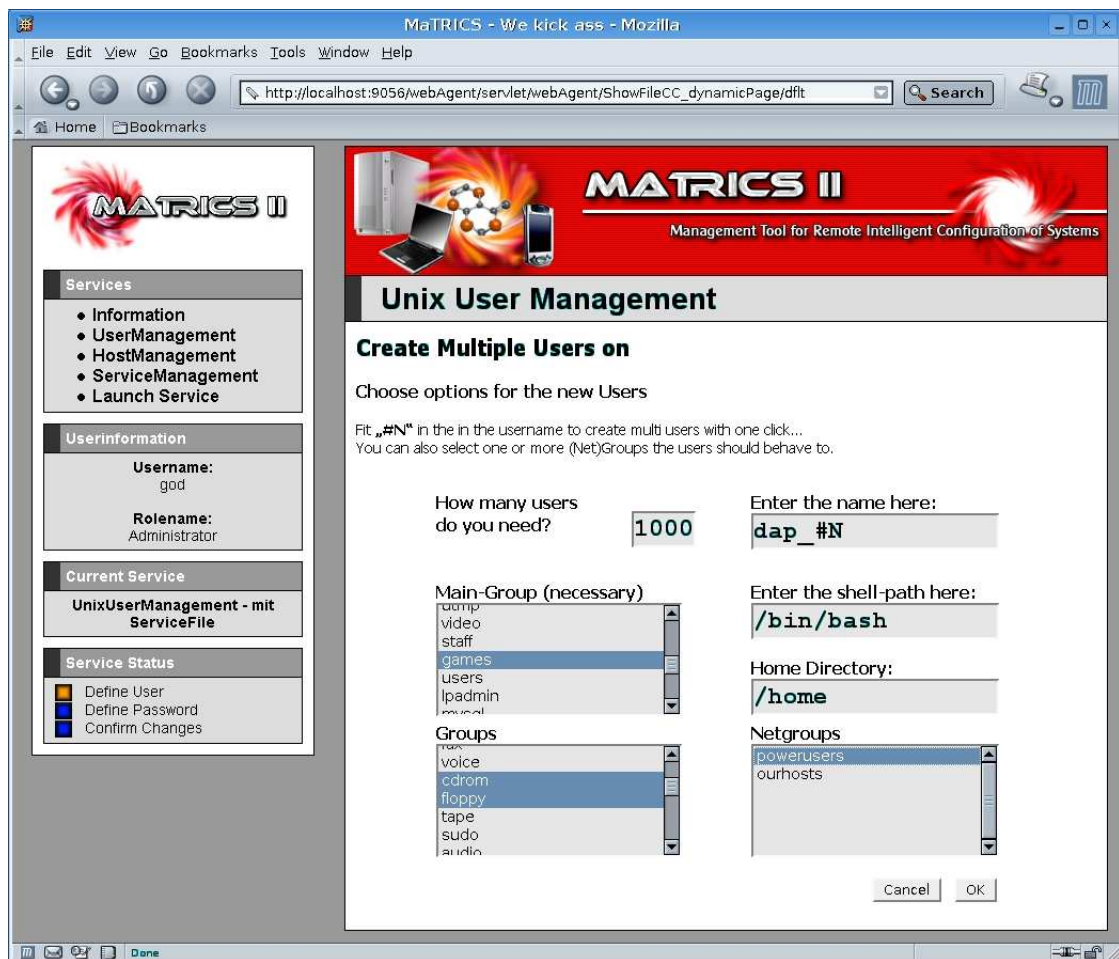 MaTRICS - We kick ass - Mozilla
File Edit View Go Bookmarks Tools Window Help
http://localhost:9056/webAgent/servlet/webAgent/ShowFileCC_dynamicPage/dflt
Search
Home Bookmarks
MATRICS II
Services
Information
UserManagement
HostManagement
ServiceManagement
Launch Service
Userinformation
Username:
god
Rolename:
Administrator
Current Service
UnixUserManagement - mit
ServiceFile
Service Status
Define User
Define Password
Confirm Changes
MATRICS II
Management Tool for Remote Intelligent Configuration of Systems
Unix User Management
Create Multiple Users on
Choose options for the new Users
Fit „#N“ in the in the username to create multi users with one click...
You can also select one or more (Net)Groups the users should behave to.
How many users
do you need?
1000
Enter the name here:
dap_#N
Main-Group (necessary)
utmp
video
staff
games
users
lpadmin
mysql
Enter the shell-path here:
/bin/bash
Home Directory:
/home
Groups
fax
voice
cdrom
floppy
tape
sudo
audio
Netgroups
powerusers
ourhosts
Cancel
OK
Done